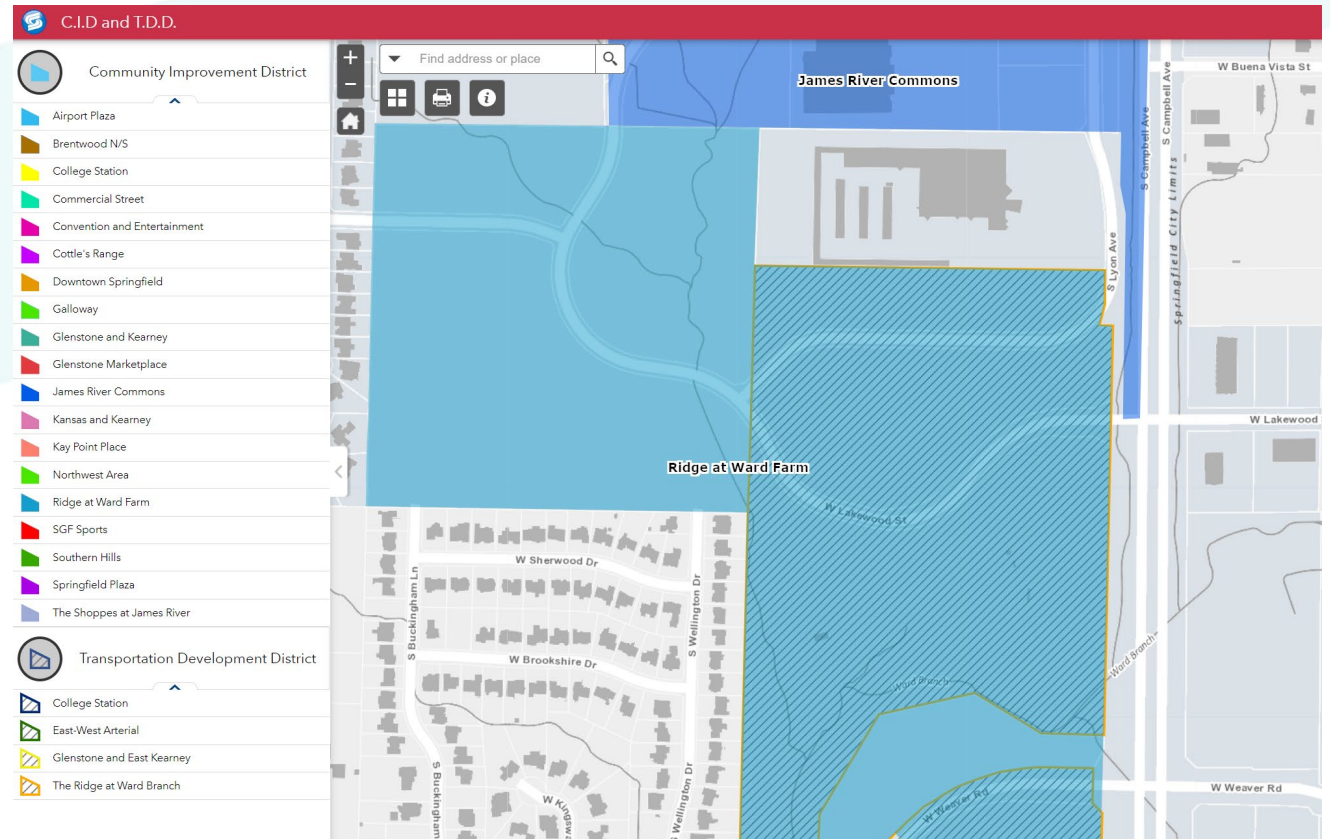 C.I.D and T.D.D.
Community Improvement District
Airport Plaza
Brentwood N/S
College Station
Commercial Street
Convention and Entertainment
Cottle's Range
Downtown Springfield
Galloway
Glenstone and Kearney
Glenstone Marketplace
James River Commons
Kansas and Kearney
Kay Point Place
Northwest Area
Ridge at Ward Farm
SGF Sports
Southern Hills
Springfield Plaza
The Shoppes at James River
Transportation Development District
College Station
East-West Arterial
Glenstone and East Kearney
The Ridge at Ward Branch
Find address or place
James River Commons
W Buena Vista St
S Campbell Ave
S Campbell Ave
Springfield City Limits
S Lyon Ave
W Lakewood
Ridge at Ward Farm
W Lakewood St
W Sherwood Dr
S Buckingham Ln
S Wellington Dr
W Brookshire Dr
Ward Branch
Ward Branch
S Buckingham
W Kingswa
S Wellington Dr
W Weaver Rd
W Weaver Rd